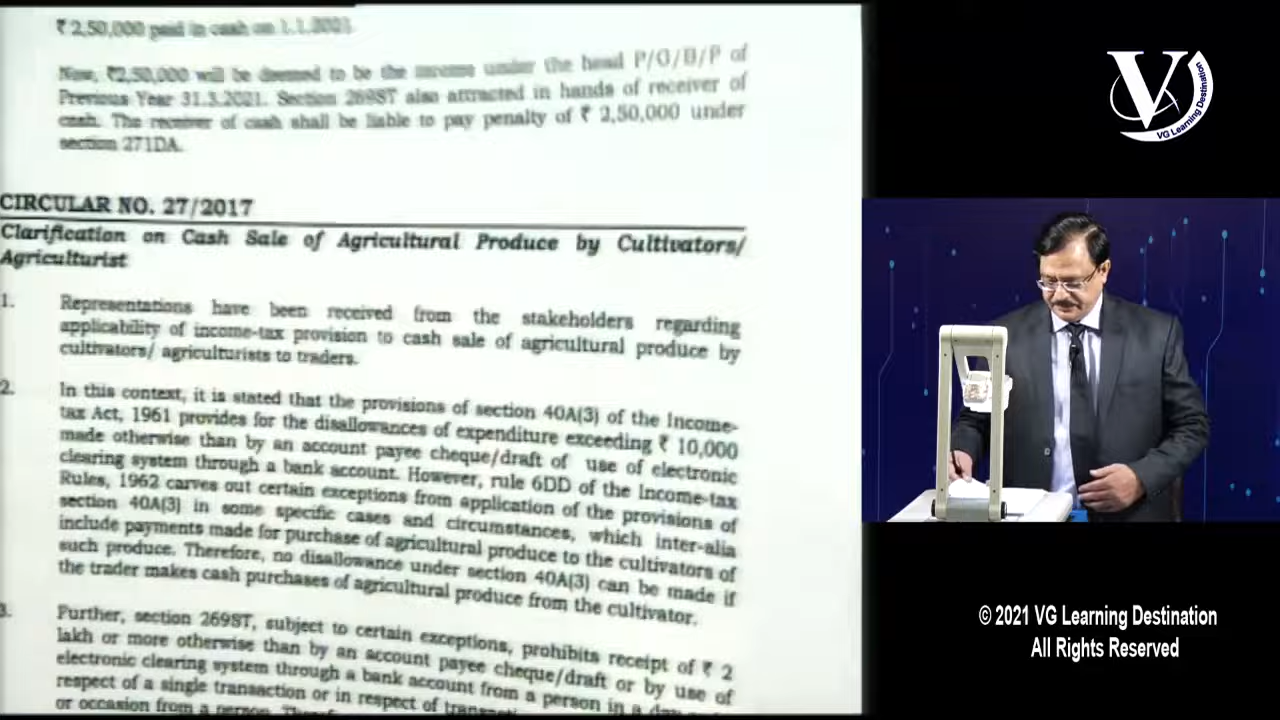 ₹ 2,50,000 paid in cash on 1.1.2021.
Now, ₹2,50,000 will be deemed to be the income under the head P/G/B/P of
Previous Year 31.3.2021. Section 269ST also attracted in hands of receiver of
cash. The receiver of cash shall be liable to pay penalty of ₹ 2,50,000 under
section 271DA.
CIRCULAR NO. 27/2017
Clarification on Cash Sale of Agricultural Produce by Cultivators/
Agriculturist
1. Representations have been received from the stakeholders regarding
applicability of income-tax provision to cash sale of agricultural produce by
cultivators/ agriculturists to traders.
2. In this context, it is stated that the provisions of section 40A(3) of the Income-
tax Act, 1961 provides for the disallowances of expenditure exceeding ₹ 10,000
made otherwise than by an account payee cheque/draft of use of electronic
clearing system through a bank account. However, rule 6DD of the Income-tax
Rules, 1962 carves out certain exceptions from application of the provisions of
section 40A(3) in some specific cases and circumstances, which inter-alia
include payments made for purchase of agricultural produce to the cultivators of
such produce. Therefore, no disallowance under section 40A(3) can be made if
the trader makes cash purchases of agricultural produce from the cultivator.
3. Further, section 269ST, subject to certain exceptions, prohibits receipt of ₹ 2
lakh or more otherwise than by an account payee cheque/draft or by use of
electronic clearing system through a bank account from a person in a day
respect of a single transaction or in respect of
or occasion from a person.
V
VG Learning Destination
© 2021 VG Learning Destination
All Rights Reserved